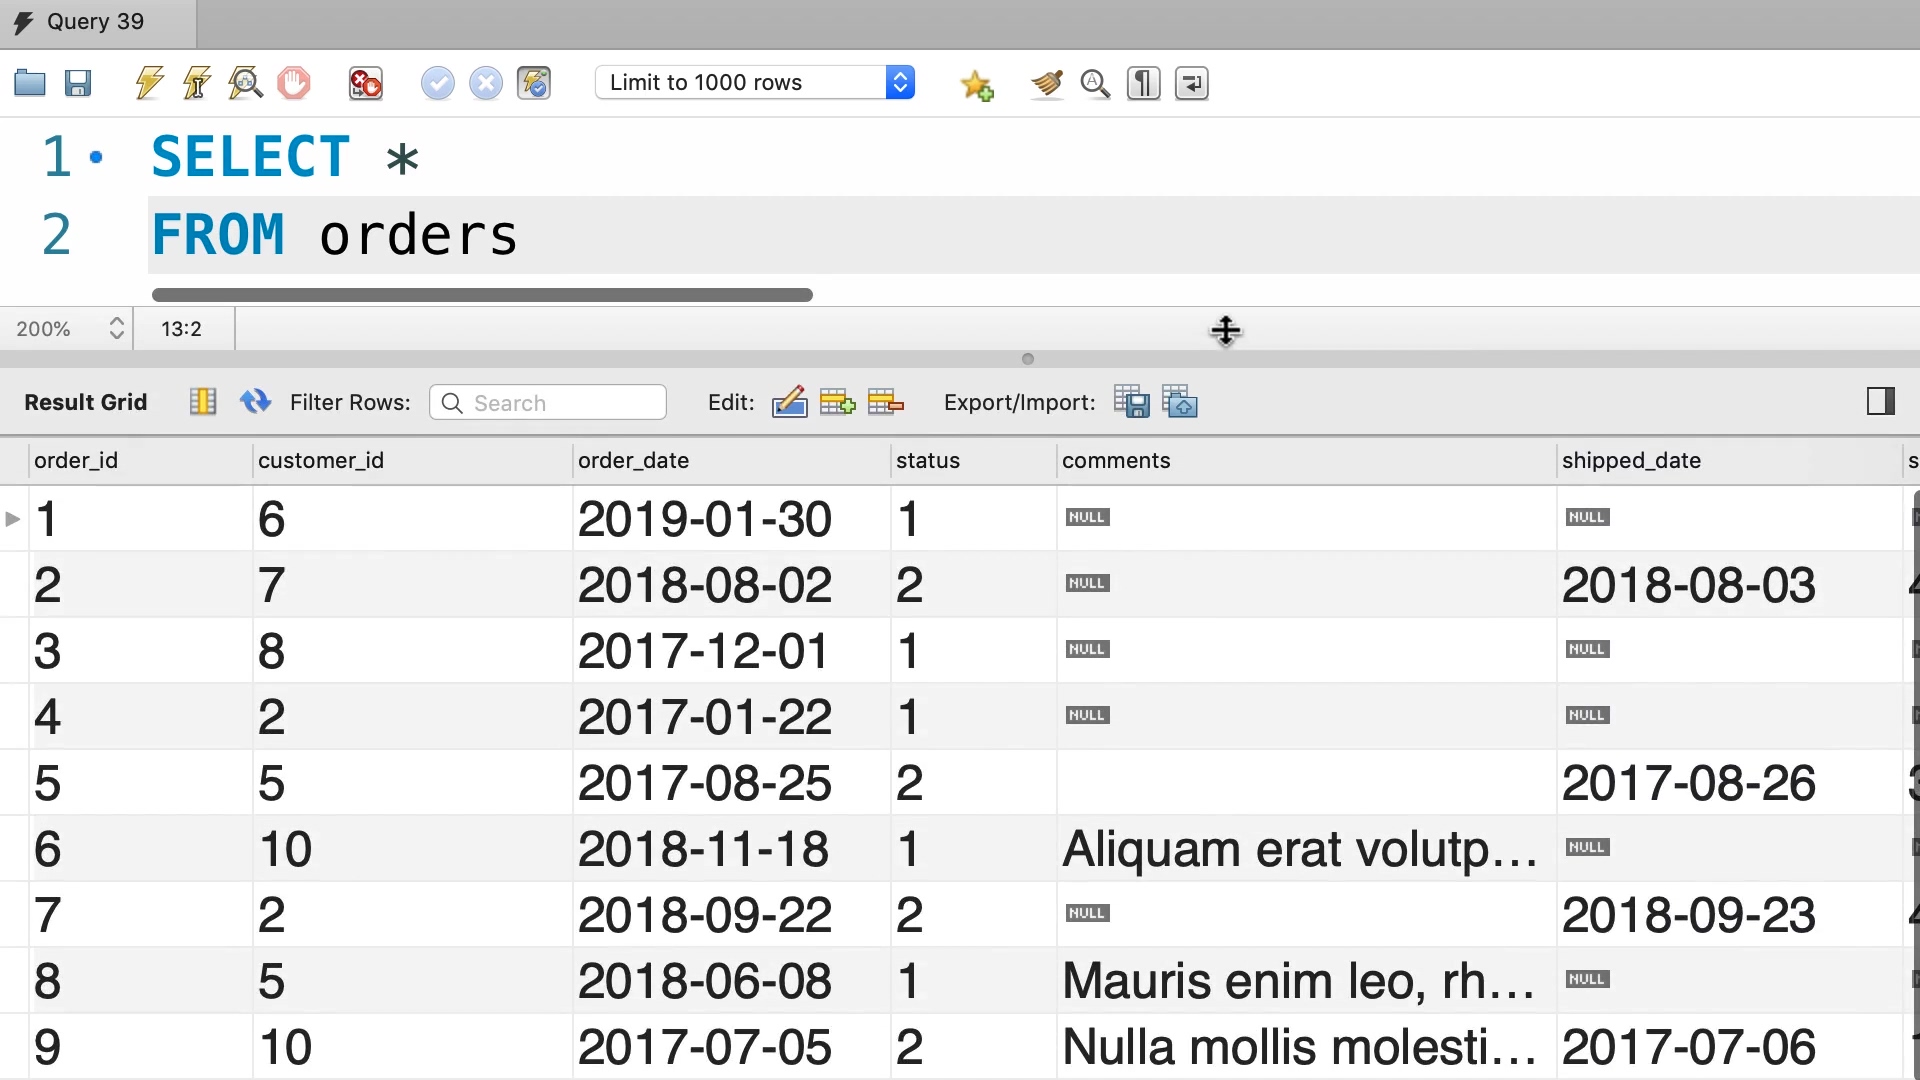 Query 39
Limit to 1000 rows
1 SELECT *
2 FROM orders
200% 13:2
Result Grid Filter Rows: Search Edit: Export/Import:
order_id customer_id order_date status comments shipped_date s
1 6 2019-01-30 1 NULL NULL
2 7 2018-08-02 2 NULL 2018-08-03
3 8 2017-12-01 1 NULL NULL
4 2 2017-01-22 1 NULL NULL
5 5 2017-08-25 2 2017-08-26
6 10 2018-11-18 1 Aliquam erat volutp... NULL
7 2 2018-09-22 2 NULL 2018-09-23
8 5 2018-06-08 1 Mauris enim leo, rh... NULL
9 10 2017-07-05 2 Nulla mollis molesti... 2017-07-06